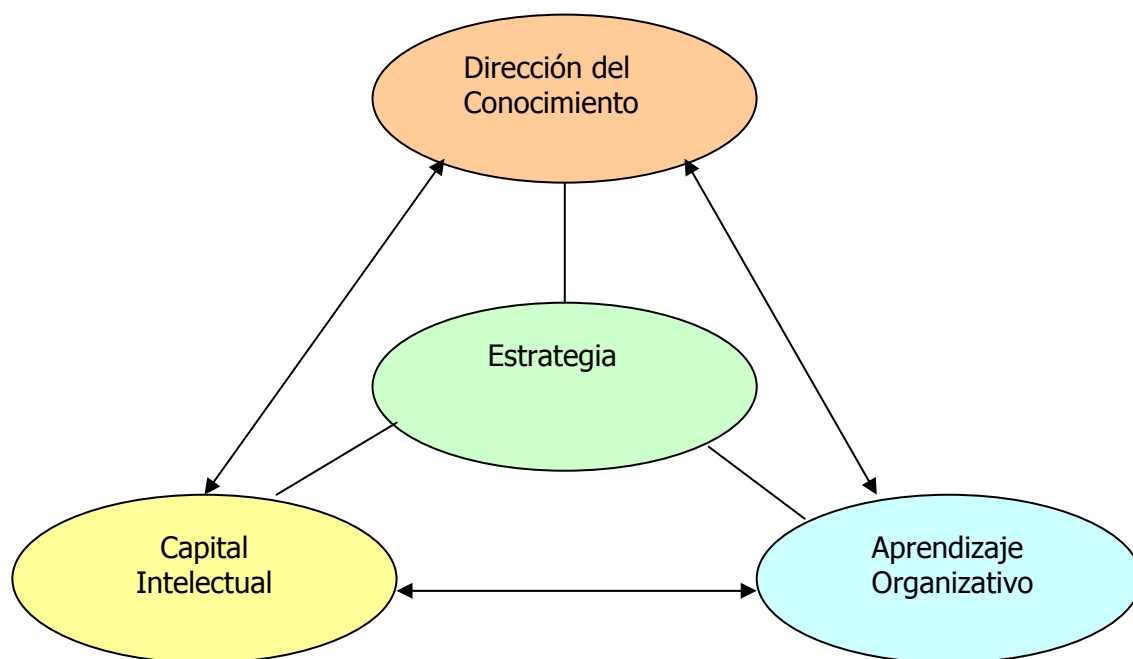 Dirección del
Conocimiento
Estrategia
Capital
Intelectual
Aprendizaje
Organizativo